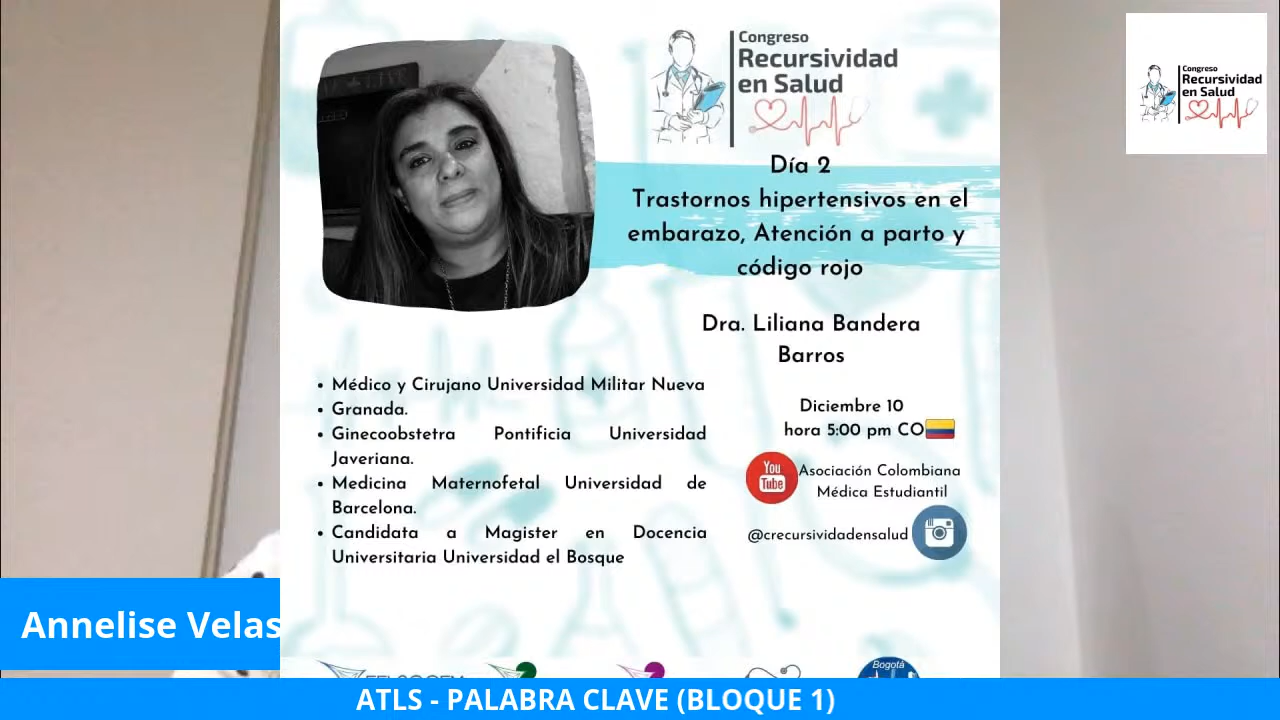 Congreso
Recursividad
en Salud
Congreso
Recursividad
en Salud
Día 2
Trastornos hipertensivos en el
embarazo, Atención a parto y
código rojo
Dra. Liliana Bandera
Barros
Médico y Cirujano Universidad Militar Nueva
Granada.
Ginecoobstetra Pontificia Universidad
Javeriana.
Medicina Maternofetal Universidad de
Barcelona.
Candidata a Magister en Docencia
Universitaria Universidad el Bosque
Diciembre 10
hora 5:00 pm CO
You
Tube
Asociación Colombiana
Médica Estudiantil
@crecursividadensalud
Annelise Velas
Bogotá
ATLS - PALABRA CLAVE (BLOQUE 1)